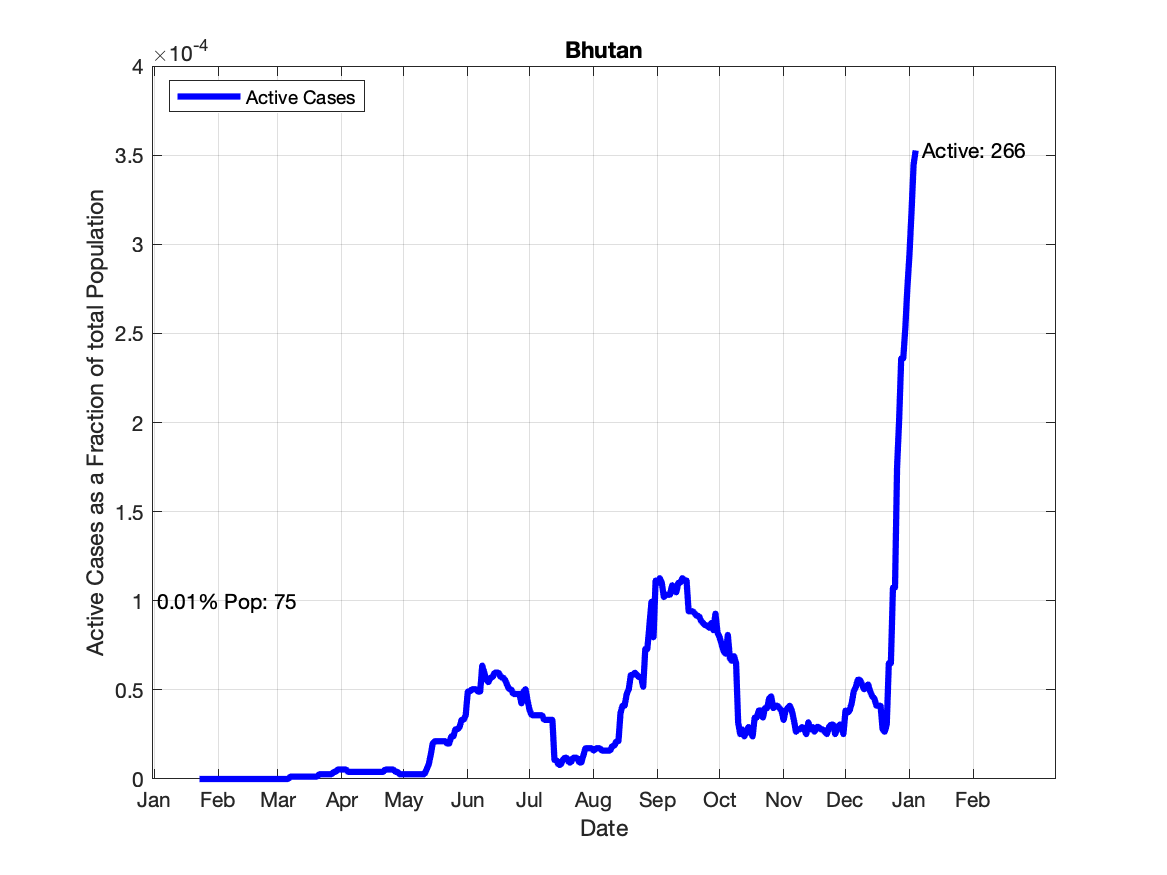 Bhutan
×10-4
Active Cases
4
3.5
3
2.5
2
1.5
1
0.5
0
Active: 266
0.01% Pop: 75
Active Cases as a Fraction of total Population
Jan Feb Mar Apr May Jun Jul Aug Sep Oct Nov Dec Jan Feb
Date